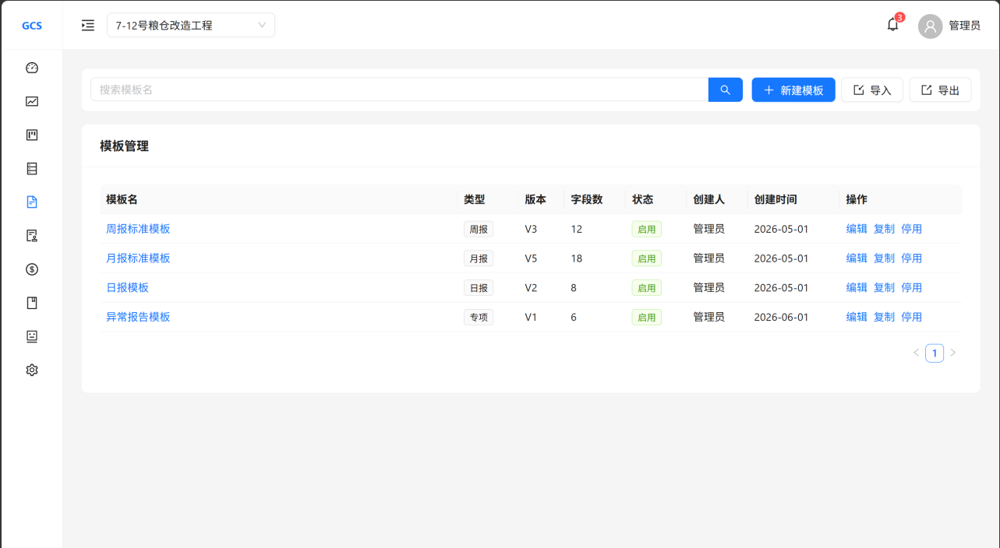 GCS
7-12号粮仓改造工程
3
管理员
搜索模板名
新建模板
导入
导出
模板管理
模板名 类型 版本 字段数 状态 创建人 创建时间 操作
周报标准模板 周报 V3 12 启用 管理员 2026-05-01 编辑 复制 停用
月报标准模板 月报 V5 18 启用 管理员 2026-05-01 编辑 复制 停用
日报模板 日报 V2 8 启用 管理员 2026-05-01 编辑 复制 停用
异常报告模板 专项 V1 6 启用 管理员 2026-06-01 编辑 复制 停用
1